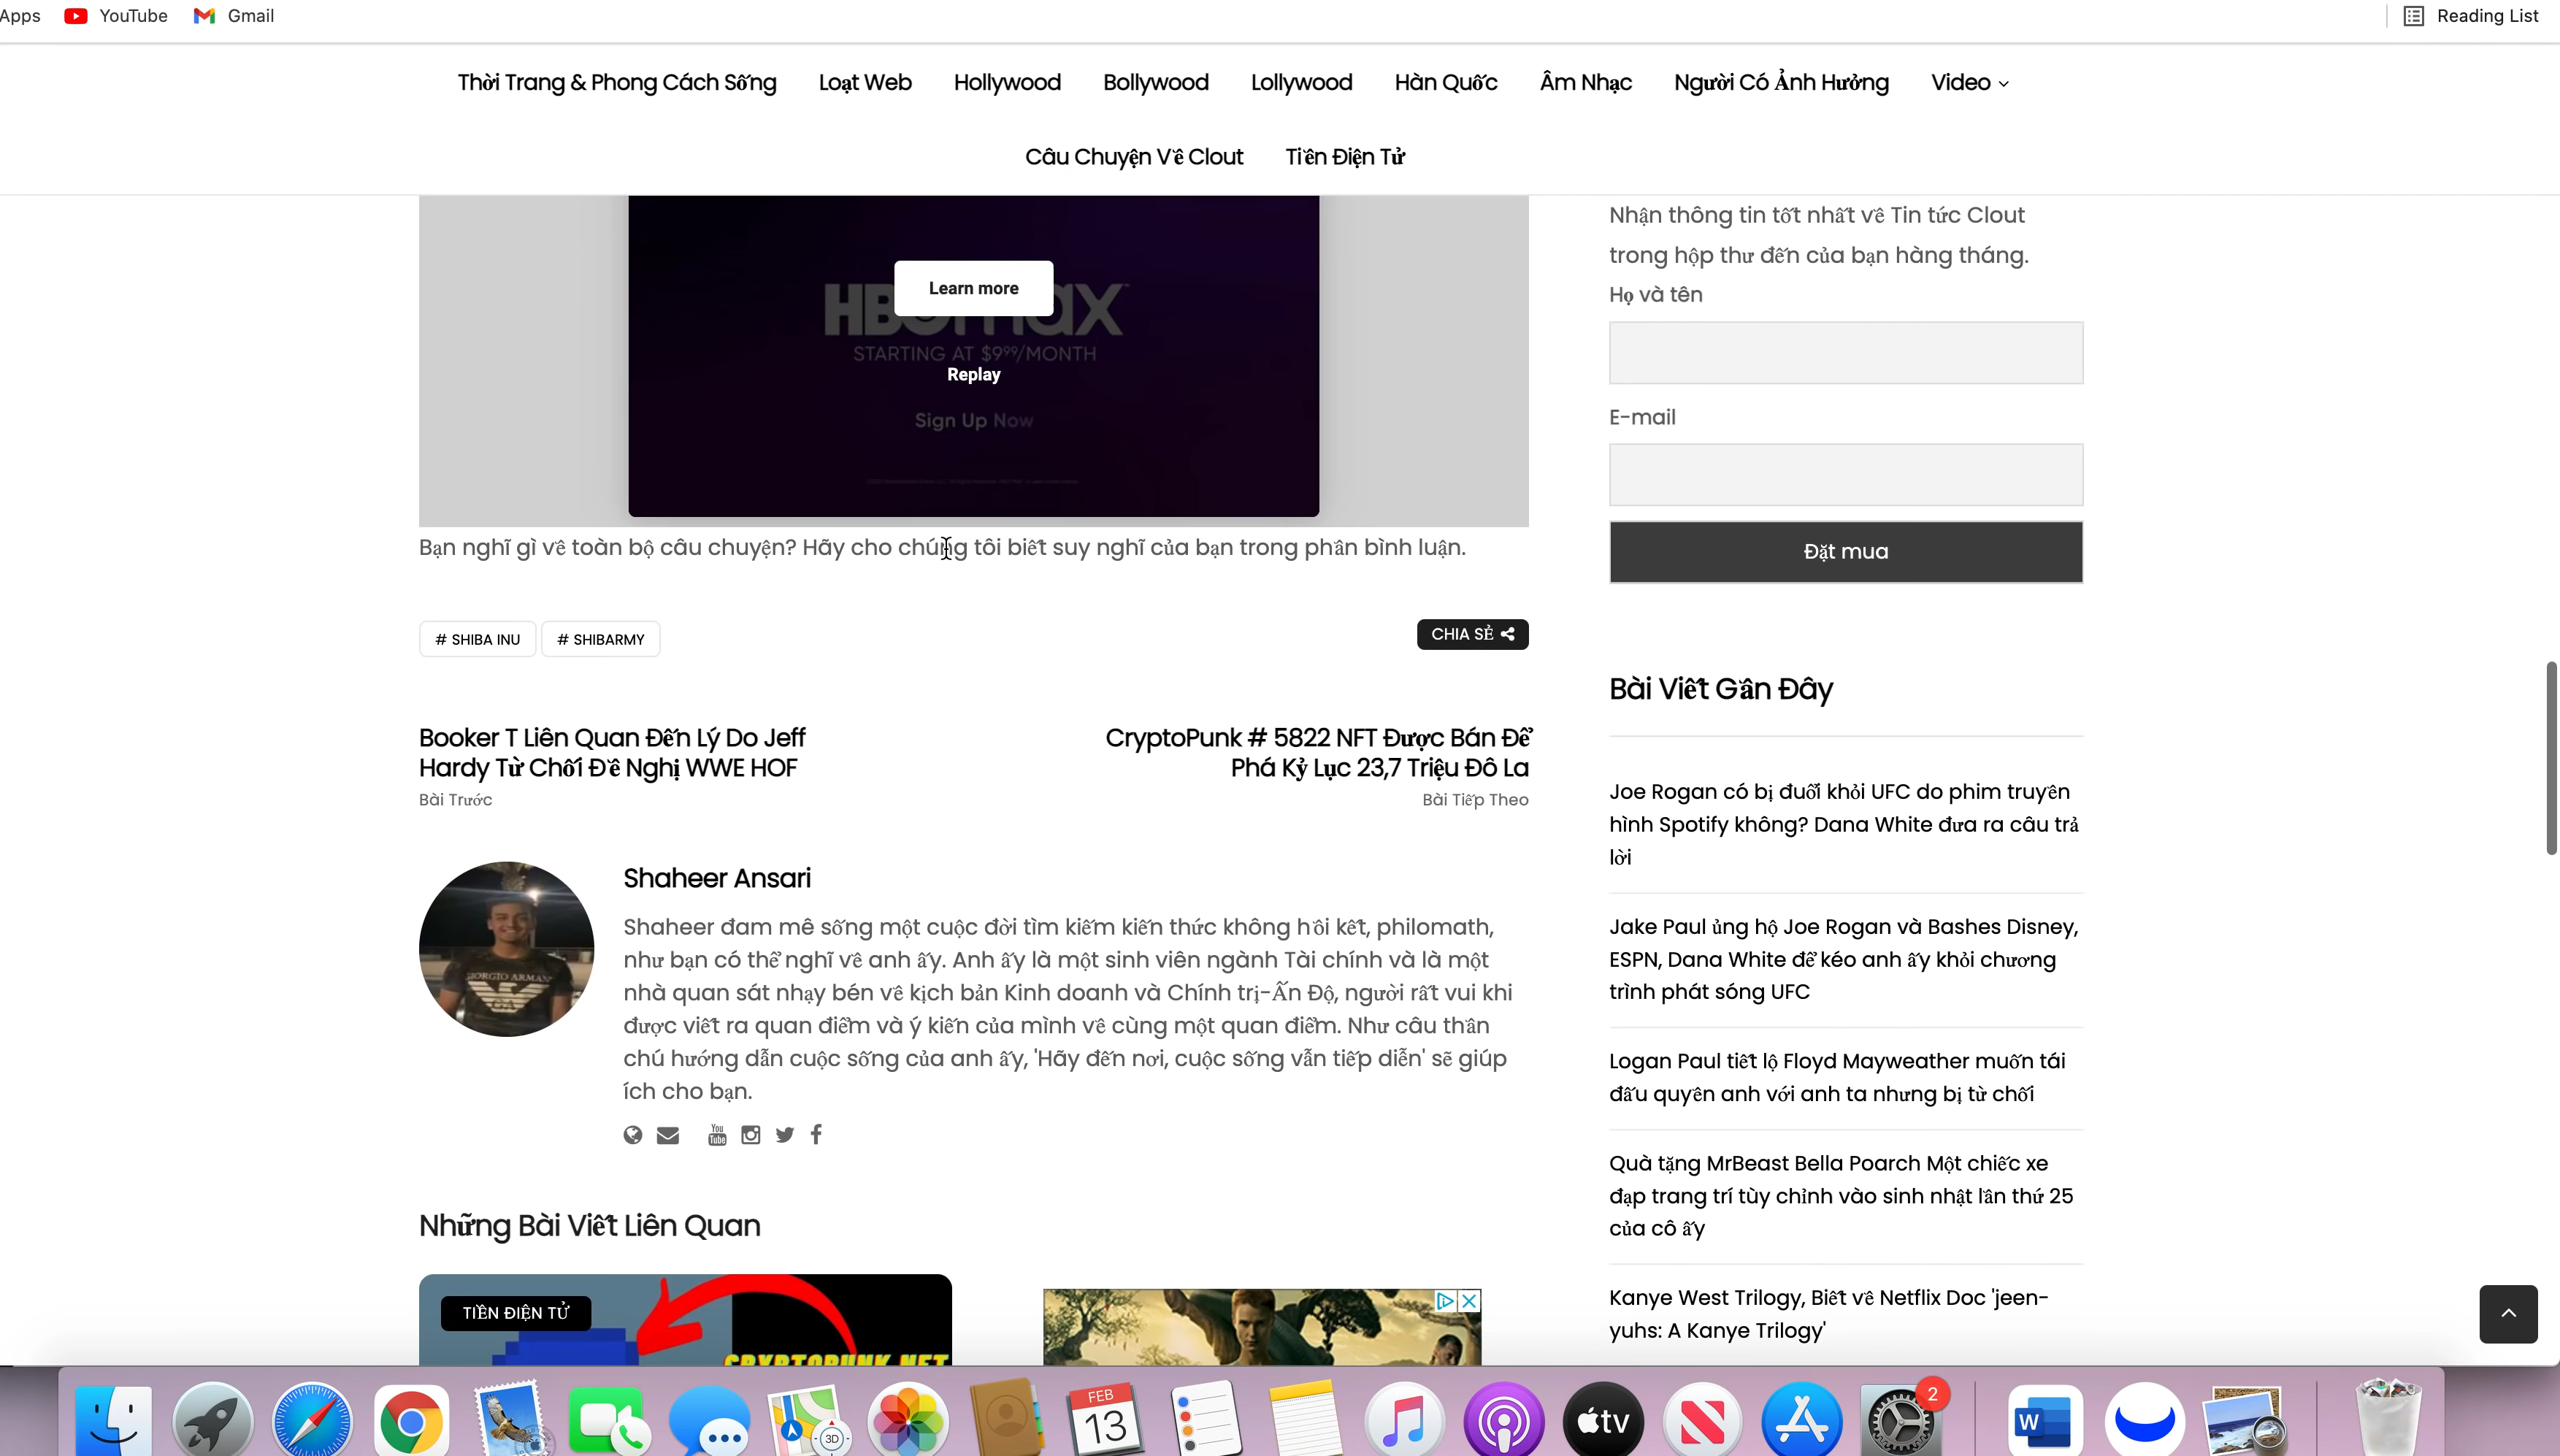 Apps YouTube Gmail Reading List
Thời Trang & Phong Cách Sống Loạt Web Hollywood Bollywood Lollywood Hàn Quốc Âm Nhạc Người Có Ảnh Hưởng Video
Câu Chuyện Về Clout Tiền Điện Tử
Learn more
HBOmax
STARTING AT $9⁹⁹/MONTH
Replay
Sign Up Now
Bạn nghĩ gì về toàn bộ câu chuyện? Hãy cho chúng tôi biết suy nghĩ của bạn trong phần bình luận.
# SHIBA INU # SHIBARMY
CHIA SẺ
Booker T Liên Quan Đến Lý Do Jeff
Hardy Từ Chối Đề Nghị WWE HOF
Bài Trước
CryptoPunk # 5822 NFT Được Bán Để
Phá Kỷ Lục 23,7 Triệu Đô La
Bài Tiếp Theo
GIORGIO ARMANI
GA
Shaheer Ansari
Shaheer đam mê sống một cuộc đời tìm kiếm kiến thức không hồi kết, philomath,
như bạn có thể nghĩ về anh ấy. Anh ấy là một sinh viên ngành Tài chính và là một
nhà quan sát nhạy bén về kịch bản Kinh doanh và Chính trị-Ấn Độ, người rất vui khi
được viết ra quan điểm và ý kiến của mình về cùng một quan điểm. Như câu thần
chú hướng dẫn cuộc sống của anh ấy, 'Hãy đến nơi, cuộc sống vẫn tiếp diễn' sẽ giúp
ích cho bạn.
You
Tube
Những Bài Viết Liên Quan
TIỀN ĐIỆN TỬ
CRYPTOPUNK NFT
Nhận thông tin tốt nhất về Tin tức Clout
trong hộp thư đến của bạn hàng tháng.
Họ và tên
E-mail
Đặt mua
Bài Viết Gần Đây
Joe Rogan có bị đuổi khỏi UFC do phim truyền
hình Spotify không? Dana White đưa ra câu trả
lời
Jake Paul ủng hộ Joe Rogan và Bashes Disney,
ESPN, Dana White để kéo anh ấy khỏi chương
trình phát sóng UFC
Logan Paul tiết lộ Floyd Mayweather muốn tái
đấu quyền anh với anh ta nhưng bị từ chối
Quà tặng MrBeast Bella Poarch Một chiếc xe
đạp trang trí tùy chỉnh vào sinh nhật lần thứ 25
của cô ấy
Kanye West Trilogy, Biết về Netflix Doc 'jeen-
yuhs: A Kanye Trilogy'
3D
FEB
13
tv
2
W